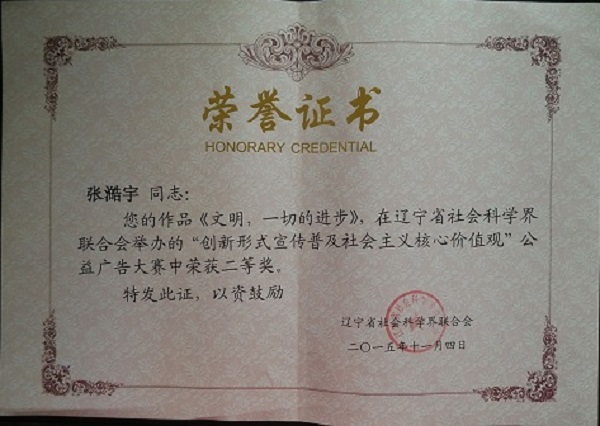 荣誉证书
HONORARY CREDENTIAL
张澔宇 同志:
您的作品《文明，一切的进步》，在辽宁省社会科学界
联合会举办的“创新形式宣传普及社会主义核心价值观”公
益广告大赛中荣获二等奖。
特发此证，以资鼓励
辽宁省社会科学界联合会
二〇一五年十一月四日